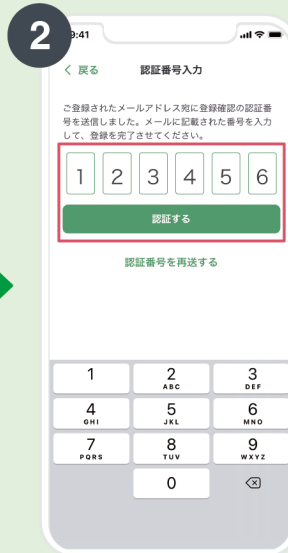 2
9:41
戻る
認証番号入力
ご登録されたメールアドレス宛に登録確認の認証番
号を送信しました。メールに記載された番号を入力
して、登録を完了させてください。
1 2 3 4 5 6
認証する
認証番号を再送する
1 2 3
ABC DEF
4 5 6
GHI JKL MNO
7 8 9
PQRS TUV WXYZ
0